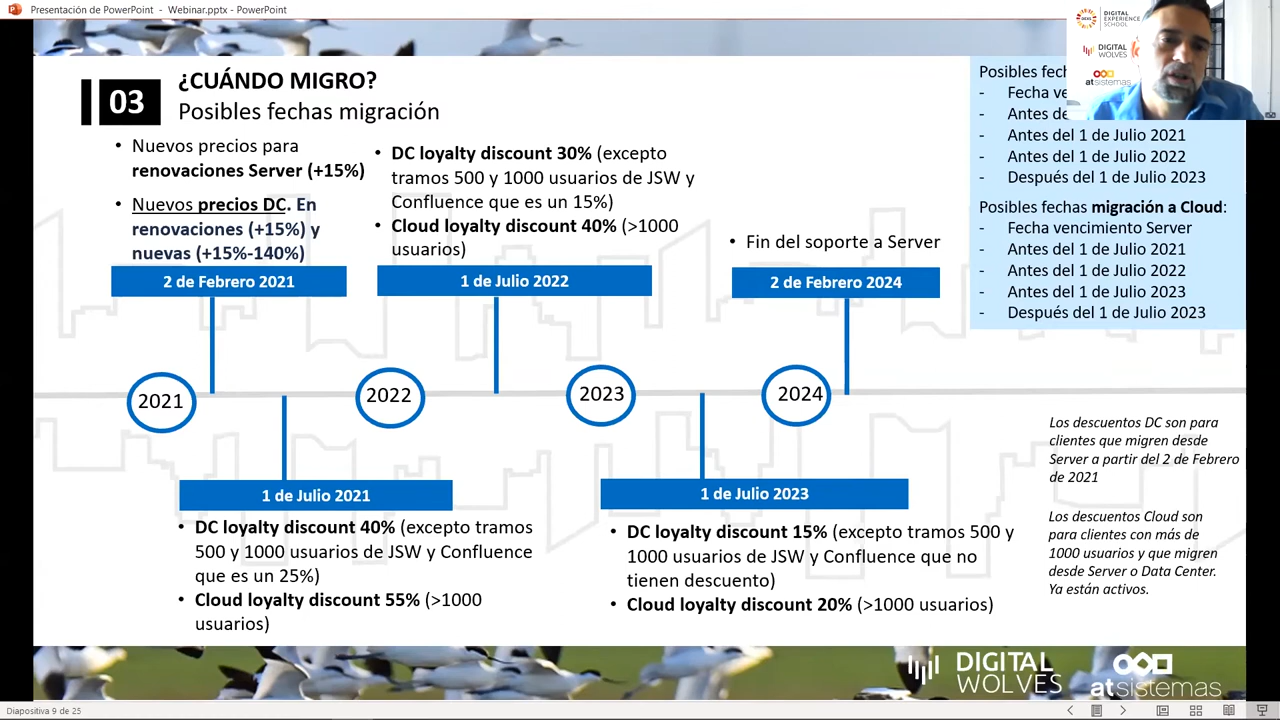 Presentación de PowerPoint - Webinar.pptx - PowerPoint
DIGITAL
EXPERIENCE
SCHOOL
DIGITAL
WOLVES
atsistemas
03
¿CUÁNDO MIGRO?
Posibles fechas migración
• Nuevos precios para
renovaciones Server (+15%)
• Nuevos precios DC. En
renovaciones (+15%) y
nuevas (+15%-140%)
2 de Febrero 2021
• DC loyalty discount 30% (excepto
tramos 500 y 1000 usuarios de JSW y
Confluence que es un 15%)
• Cloud loyalty discount 40% (>1000
usuarios)
1 de Julio 2022
• Fin del soporte a Server
2 de Febrero 2024
Posibles
- Fecha
- Antes
- Antes del 1 de Julio 2021
- Antes del 1 de Julio 2022
- Después del 1 de Julio 2023
Posibles fechas migración a Cloud:
- Fecha vencimiento Server
- Antes del 1 de Julio 2021
- Antes del 1 de Julio 2022
- Antes del 1 de Julio 2023
- Después del 1 de Julio 2023
2021
2022
2023
2024
1 de Julio 2021
• DC loyalty discount 40% (excepto tramos
500 y 1000 usuarios de JSW y Confluence
que es un 25%)
• Cloud loyalty discount 55% (>1000
usuarios)
1 de Julio 2023
• DC loyalty discount 15% (excepto tramos 500 y
1000 usuarios de JSW y Confluence que no
tienen descuento)
• Cloud loyalty discount 20% (>1000 usuarios)
Los descuentos DC son para
clientes que migren desde
Server a partir del 2 de Febrero
de 2021
Los descuentos Cloud son
para clientes con más de
1000 usuarios y que migren
desde Server o Data Center.
Ya están activos.
DIGITAL
WOLVES
atsistemas
Diapositiva 9 de 25